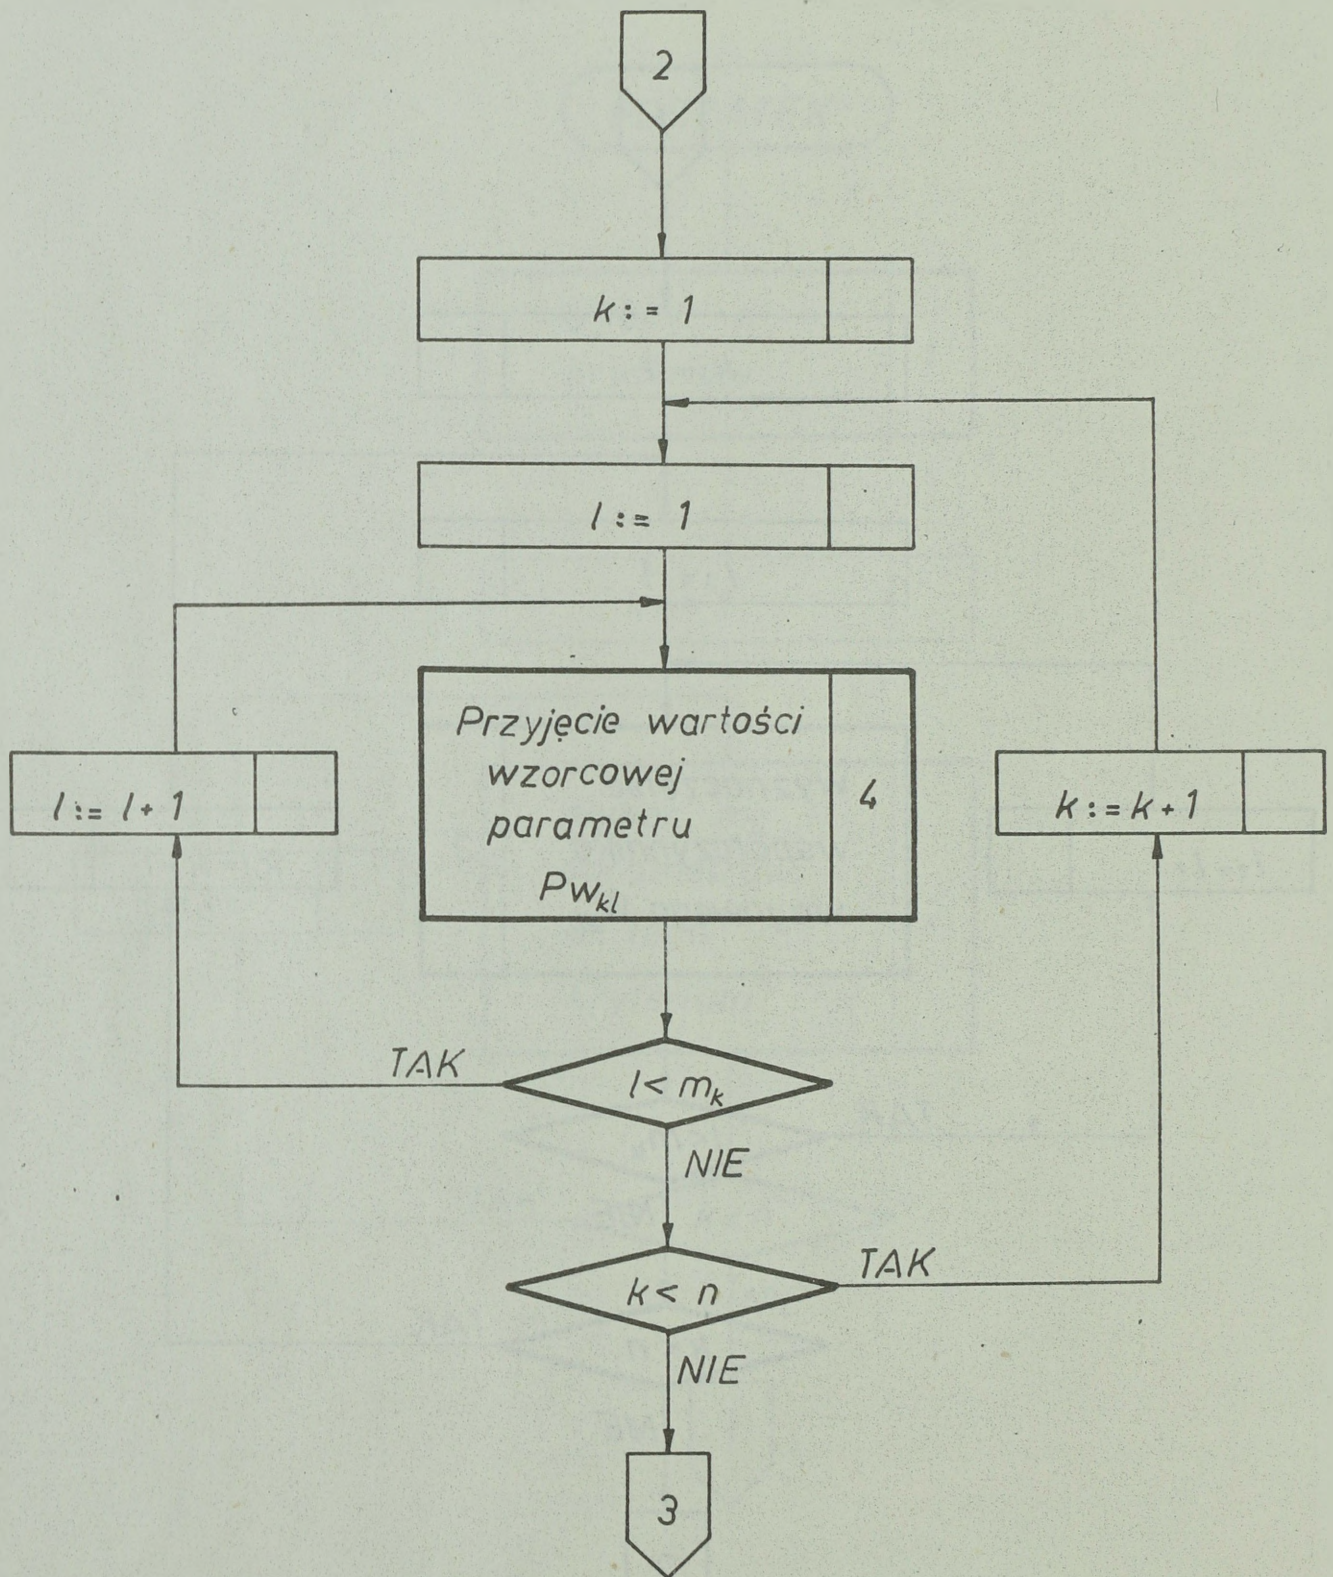 2
k := 1
l := 1
Przyjęcie wartości
wzorcowej
parametru
Pw_kl
4
l := l + 1
k := k + 1
TAK
l < m_k
NIE
k < n
TAK
NIE
3